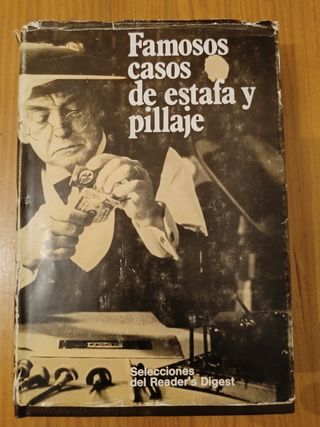 Famosos
casos
de estafa y
pillaje
Selecciones
del Reader's Digest